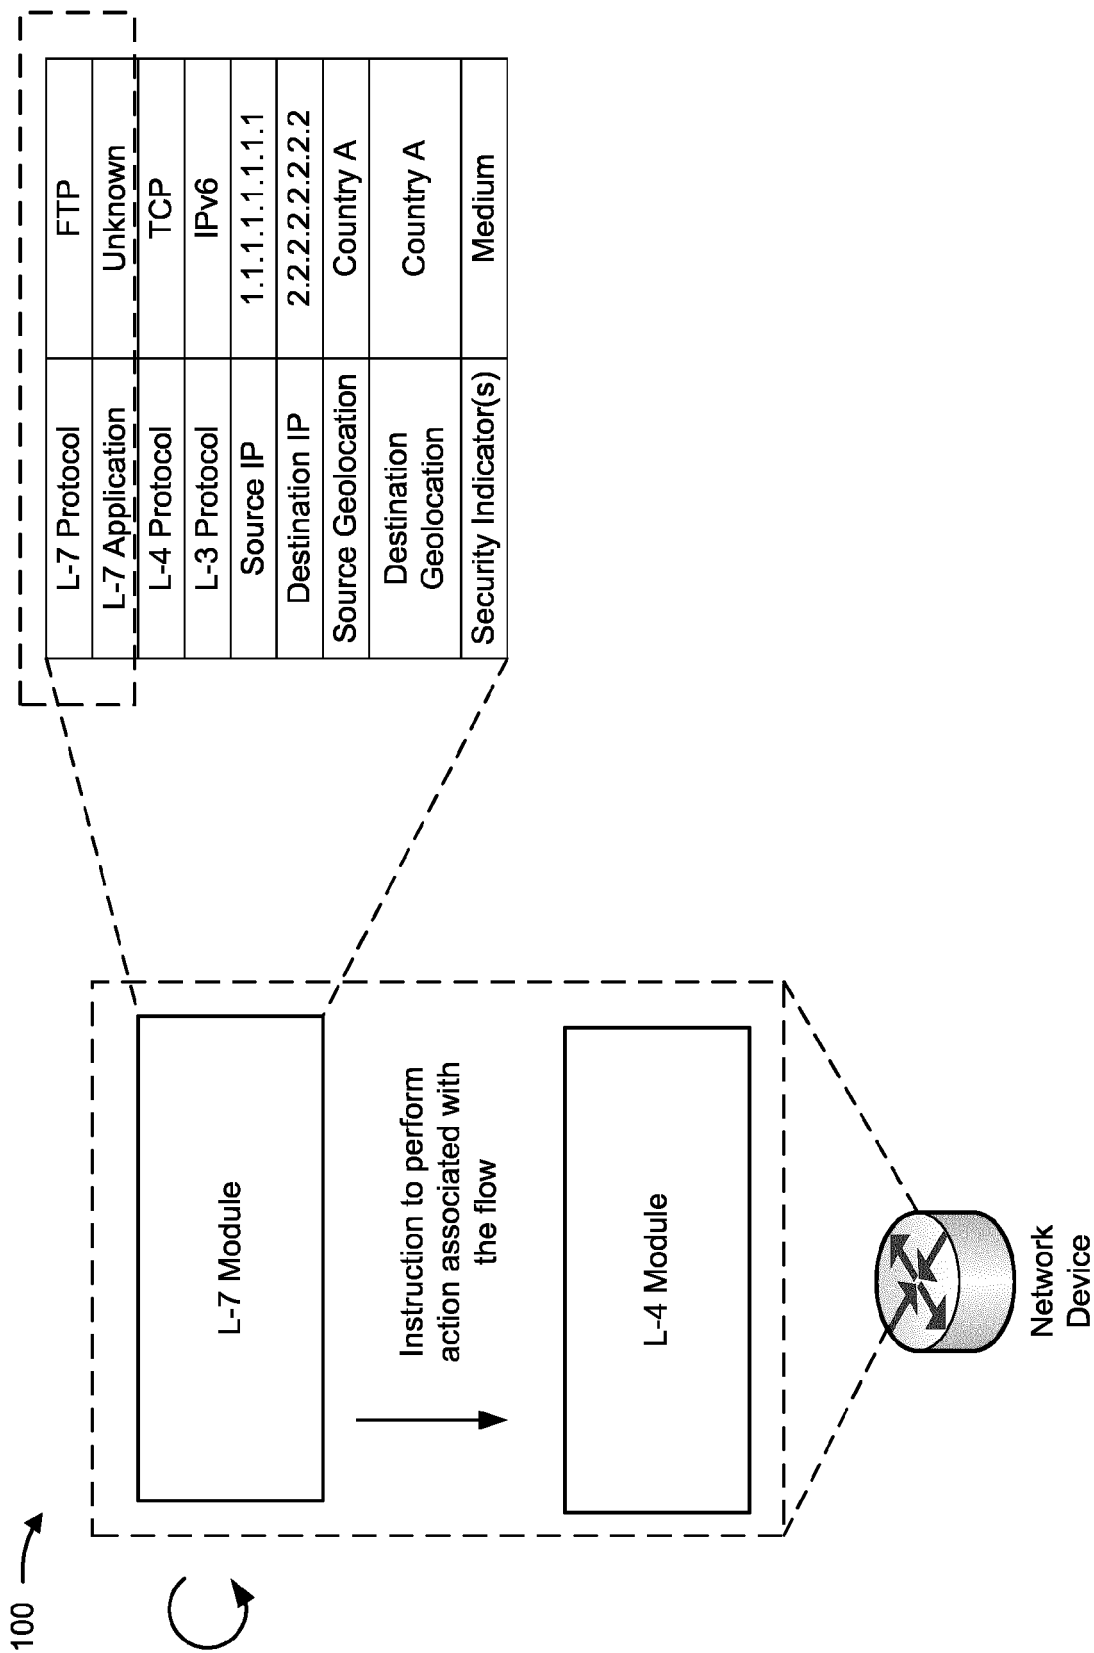 100
L-7 Protocol FTP
L-7 Application Unknown
L-4 Protocol TCP
L-3 Protocol IPv6
Source IP 1.1.1.1.1.1.1.1
Destination IP 2.2.2.2.2.2.2.2
Source Geolocation Country A
Destination
Geolocation
Country A
Security Indicator(s) Medium
L-7 Module
Instruction to perform
action associated with
the flow
L-4 Module
Network
Device